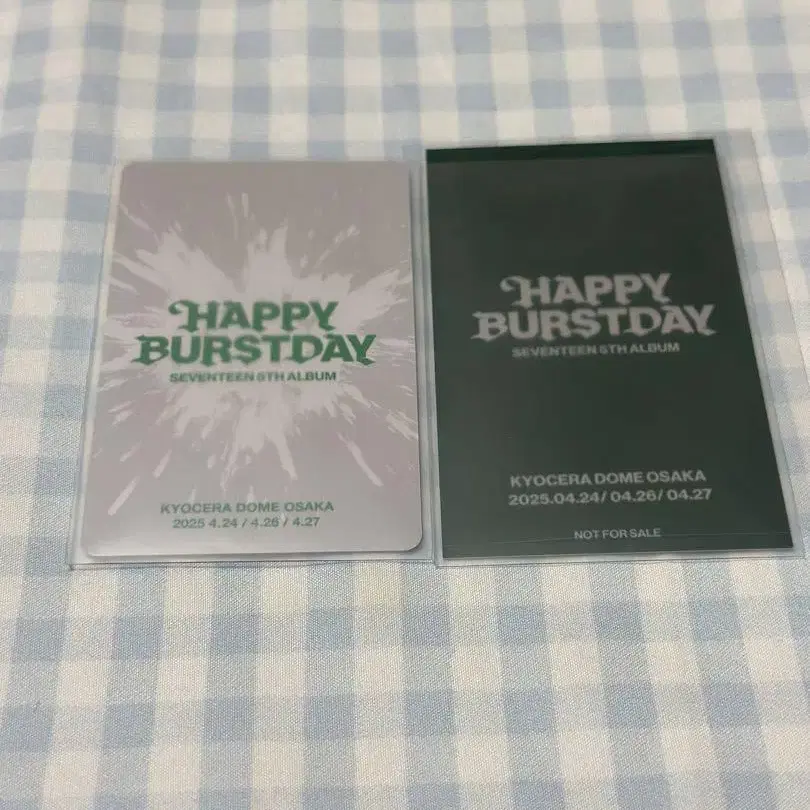 HAPPY
BURSTDAY
SEVENTEEN 5TH ALBUM
KYOCERA DOME OSAKA
2025 4.24 / 4.26 / 4.27
HAPPY
BURSTDAY
SEVENTEEN 5TH ALBUM
KYOCERA DOME OSAKA
2025.04.24/ 04.26/ 04.27
NOT FOR SALE